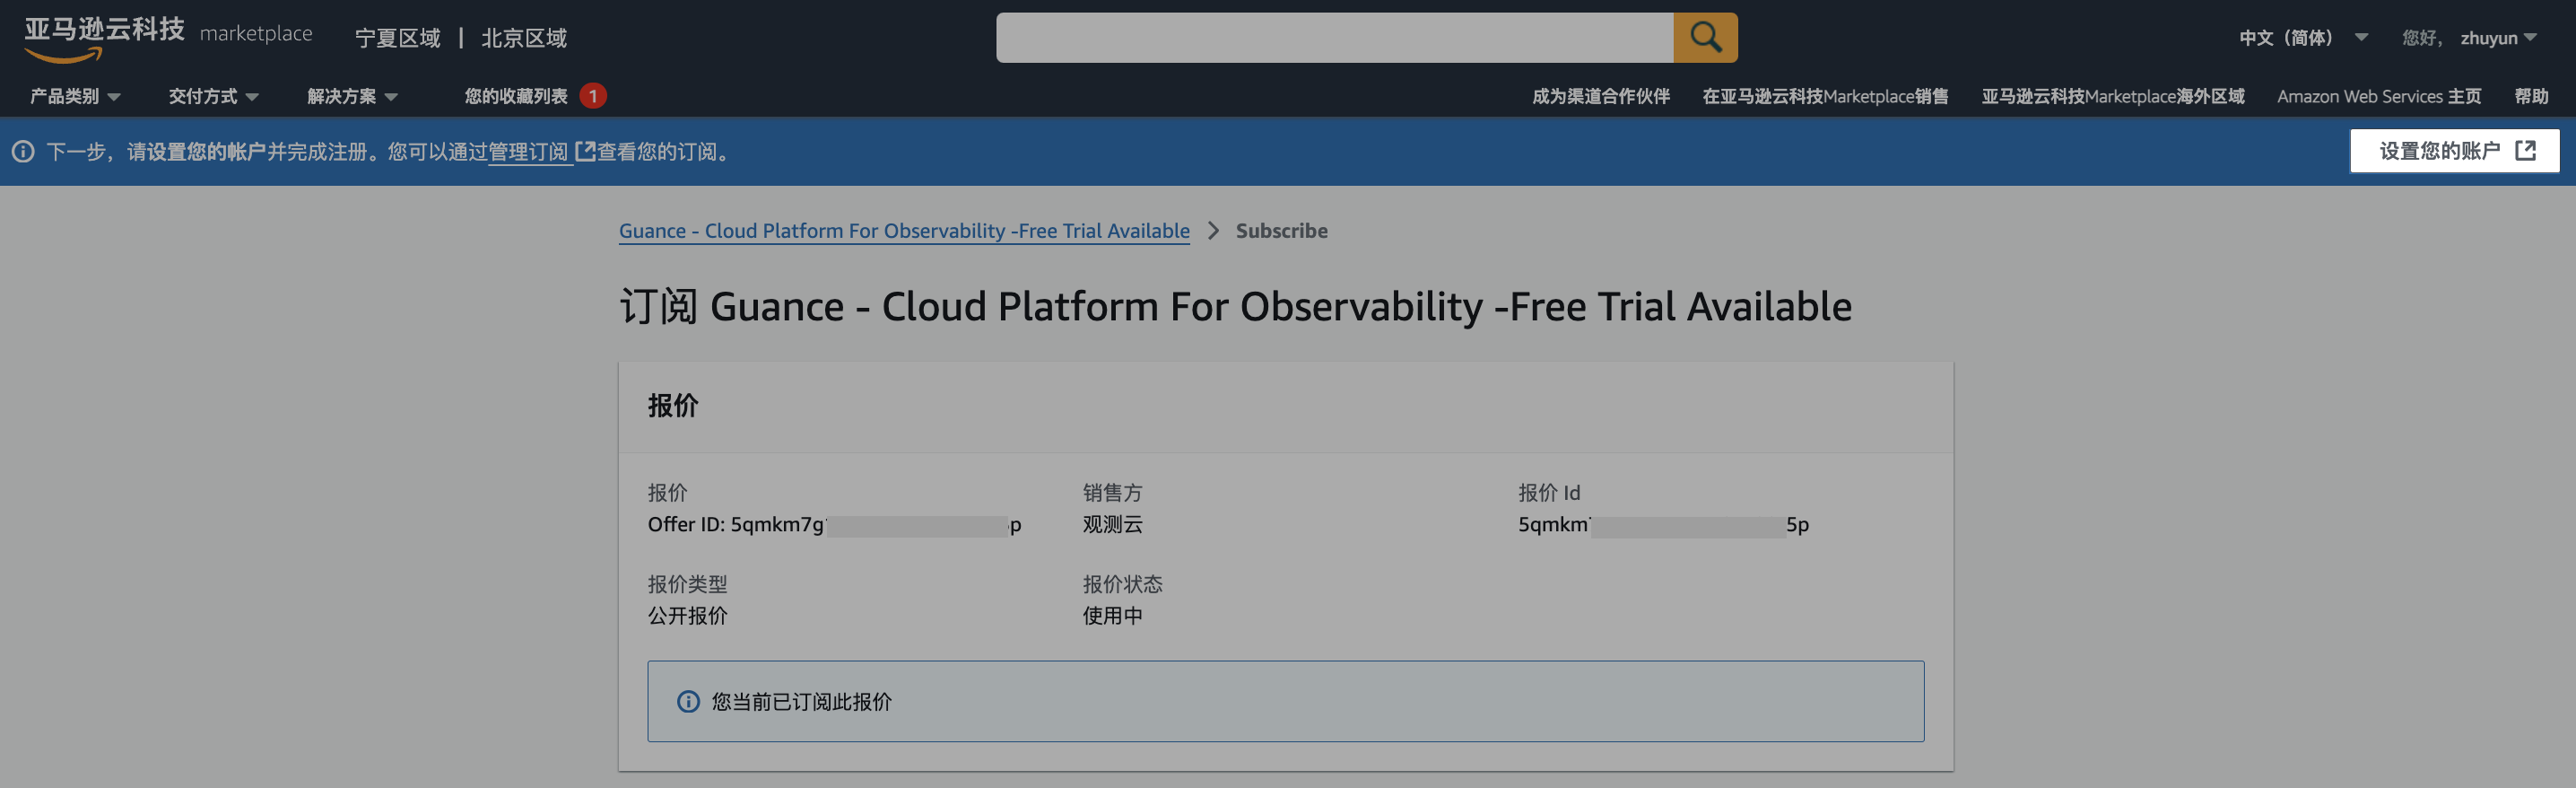 亚马逊云科技 marketplace 宁夏区域 | 北京区域 中文（简体） 您好， zhuyun
产品类别 交付方式 解决方案 您的收藏列表 1 成为渠道合作伙伴 在亚马逊云科技Marketplace销售 亚马逊云科技Marketplace海外区域 Amazon Web Services 主页 帮助
下一步，请设置您的帐户并完成注册。您可以通过管理订阅查看您的订阅。 设置您的账户
Guance - Cloud Platform For Observability -Free Trial Available > Subscribe
订阅 Guance - Cloud Platform For Observability -Free Trial Available
报价
报价 销售方 报价 Id
Offer ID: 5qmkm7g p 观测云 5qmkm 5p
报价类型 报价状态
公开报价 使用中
您当前已订阅此报价